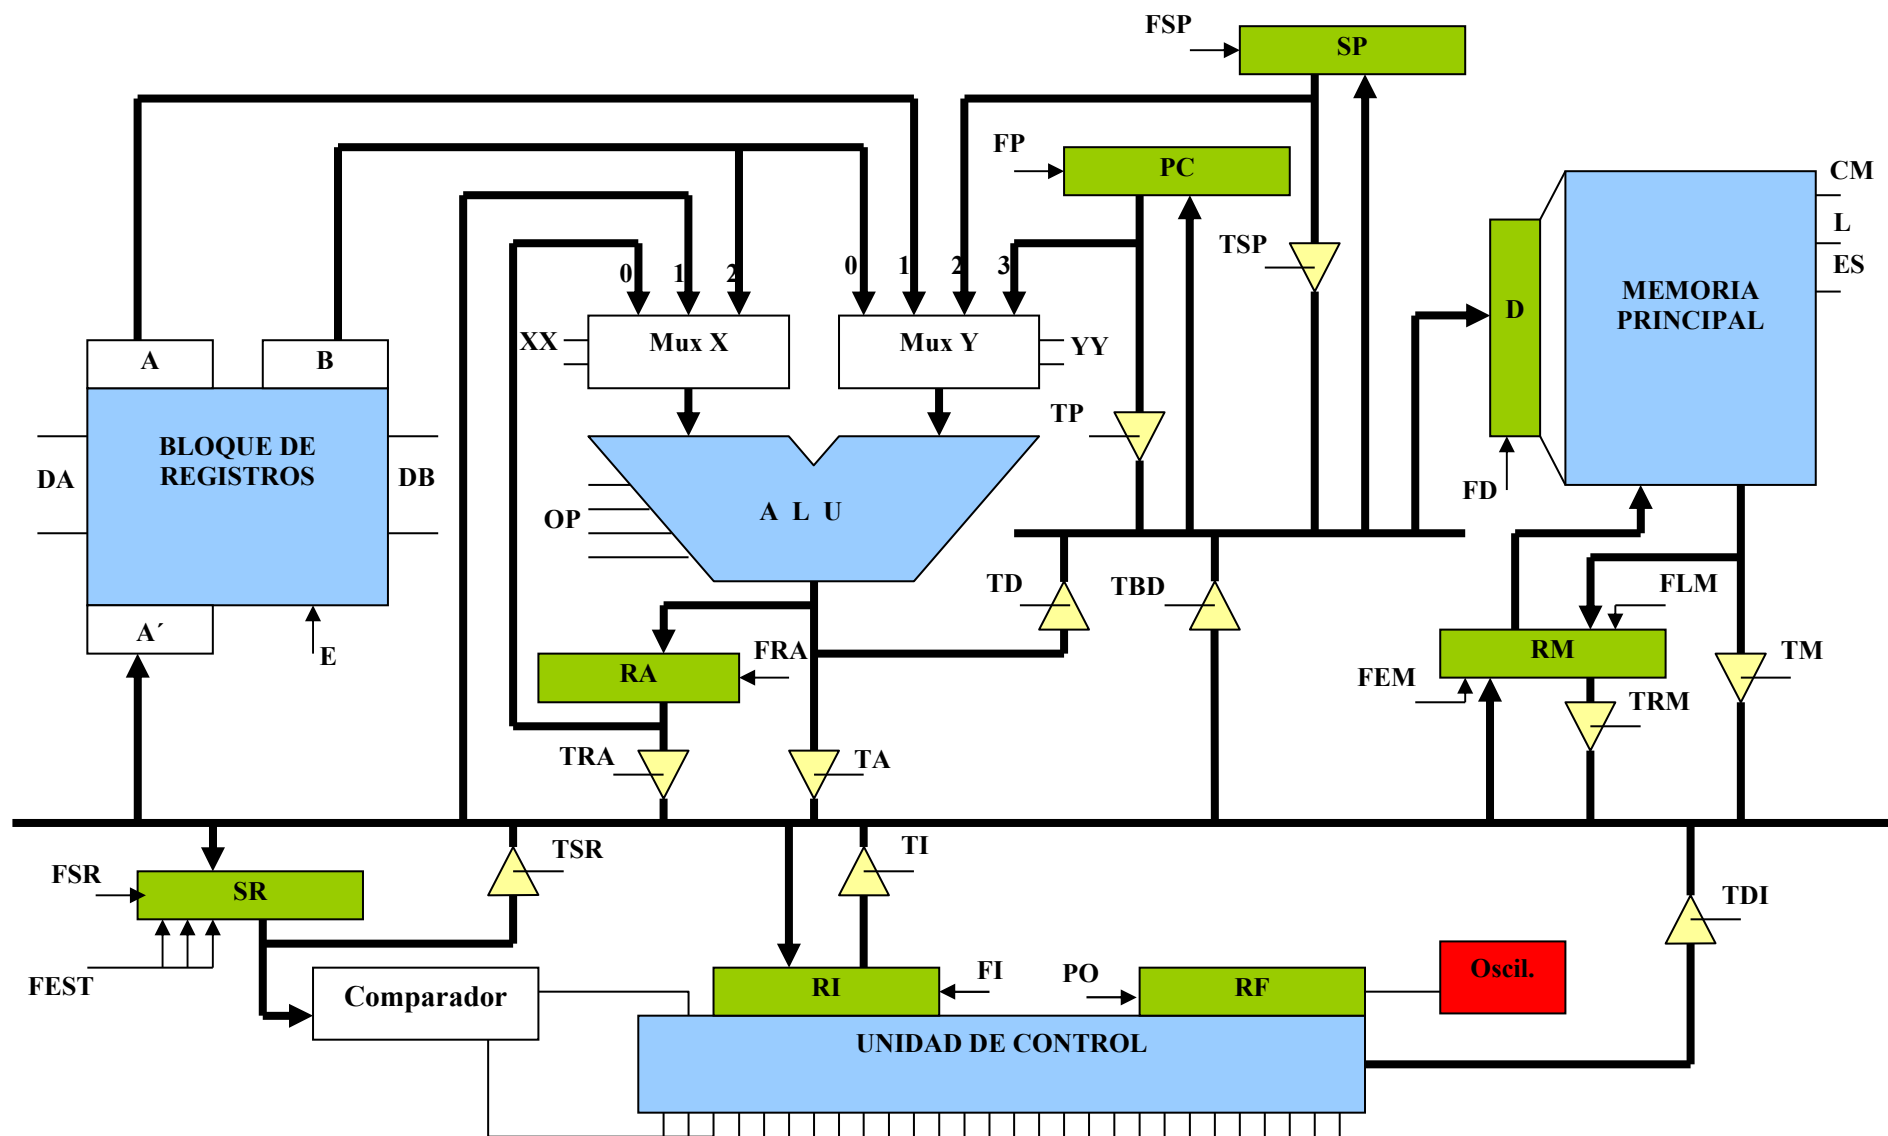 FSP
SP
FP
PC
CM
L
ES
TSP
0
1
2
0
1
2
3
MEMORIA
PRINCIPAL
D
XX
Mux X
Mux Y
YY
A
B
TP
BLOQUE DE
REGISTROS
DA
DB
FD
OP
A L U
TD
TBD
FLM
A´
E
FRA
RA
RM
TM
FEM
TRM
TRA
TA
TSR
TI
FSR
SR
TDI
FEST
Comparador
RI
FI
PO
RF
Oscil.
UNIDAD DE CONTROL